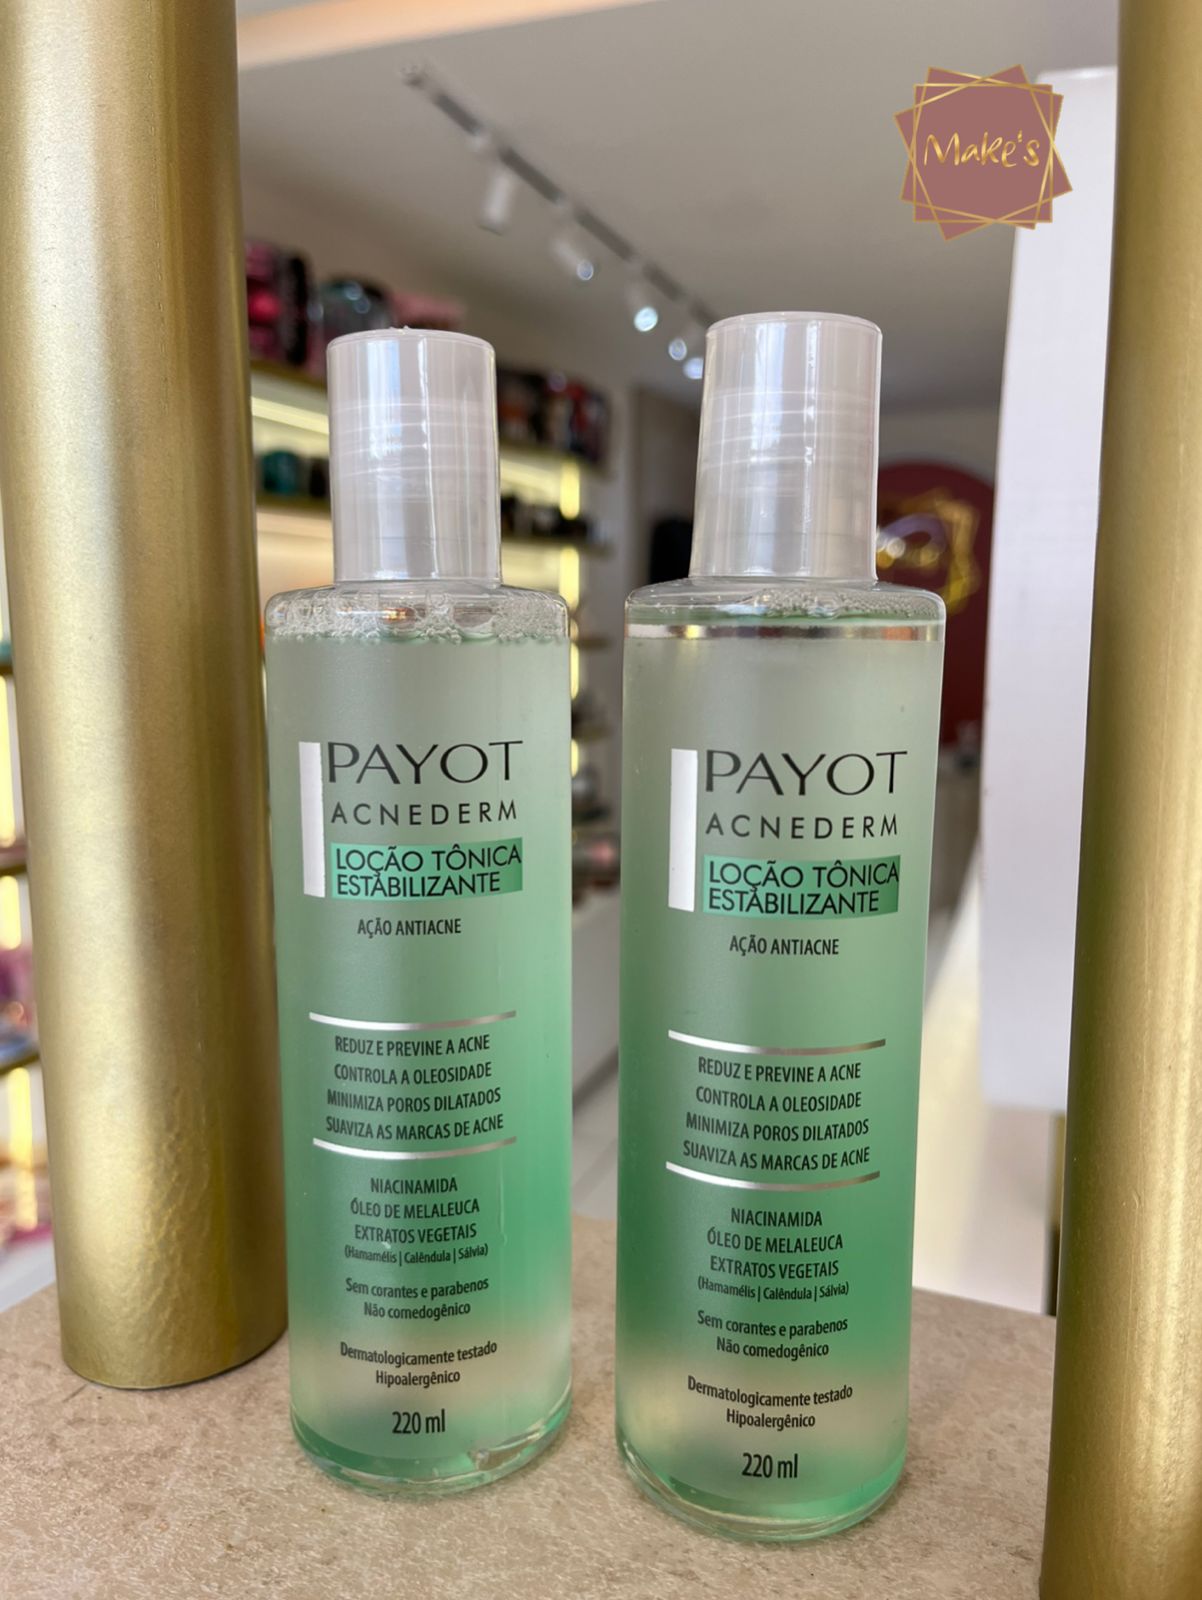 Make's
PAYOT
ACNEDERM
LOÇÃO TÔNICA
ESTABILIZANTE
AÇÃO ANTIACNE
REDUZ E PREVINE A ACNE
CONTROLA A OLEOSIDADE
MINIMIZA POROS DILATADOS
SUAVIZA AS MARCAS DE ACNE
NIACINAMIDA
ÓLEO DE MELALEUCA
EXTRATOS VEGETAIS
(Hamamélis | Calêndula | Sálvia)
Sem corantes e parabenos
Não comedogênico
Dermatologicamente testado
Hipoalergênico
220 ml
PAYOT
ACNEDERM
LOÇÃO TÔNICA
ESTABILIZANTE
AÇÃO ANTIACNE
REDUZ E PREVINE A ACNE
CONTROLA A OLEOSIDADE
MINIMIZA POROS DILATADOS
SUAVIZA AS MARCAS DE ACNE
NIACINAMIDA
ÓLEO DE MELALEUCA
EXTRATOS VEGETAIS
(Hamamélis | Calêndula | Sálvia)
Sem corantes e parabenos
Não comedogênico
Dermatologicamente testado
Hipoalergênico
220 ml